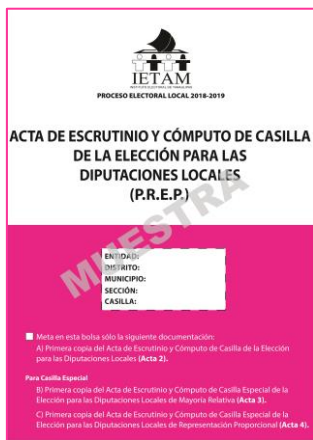 IETAM
INSTITUTO ELECTORAL DE TAMAULIPAS
PROCESO ELECTORAL LOCAL 2018-2019
ACTA DE ESCRUTINIO Y CÓMPUTO DE CASILLA
DE LA ELECCIÓN PARA LAS
DIPUTACIONES LOCALES
(P.R.E.P.)
MUESTRA
ENTIDAD:
DISTRITO:
MUNICIPIO:
SECCIÓN:
CASILLA:
Meta en esta bolsa sólo la siguiente documentación:
A) Primera copia del Acta de Escrutinio y Cómputo de Casilla de la Elección
para las Diputaciones Locales (Acta 2).
Para Casilla Especial
B) Primera copia del Acta de Escrutinio y Cómputo de Casilla Especial de la
Elección para las Diputaciones Locales de Mayoría Relativa (Acta 3).
C) Primera copia del Acta de Escrutinio y Cómputo de Casilla Especial de la
Elección para las Diputaciones Locales de Representación Proporcional (Acta 4).